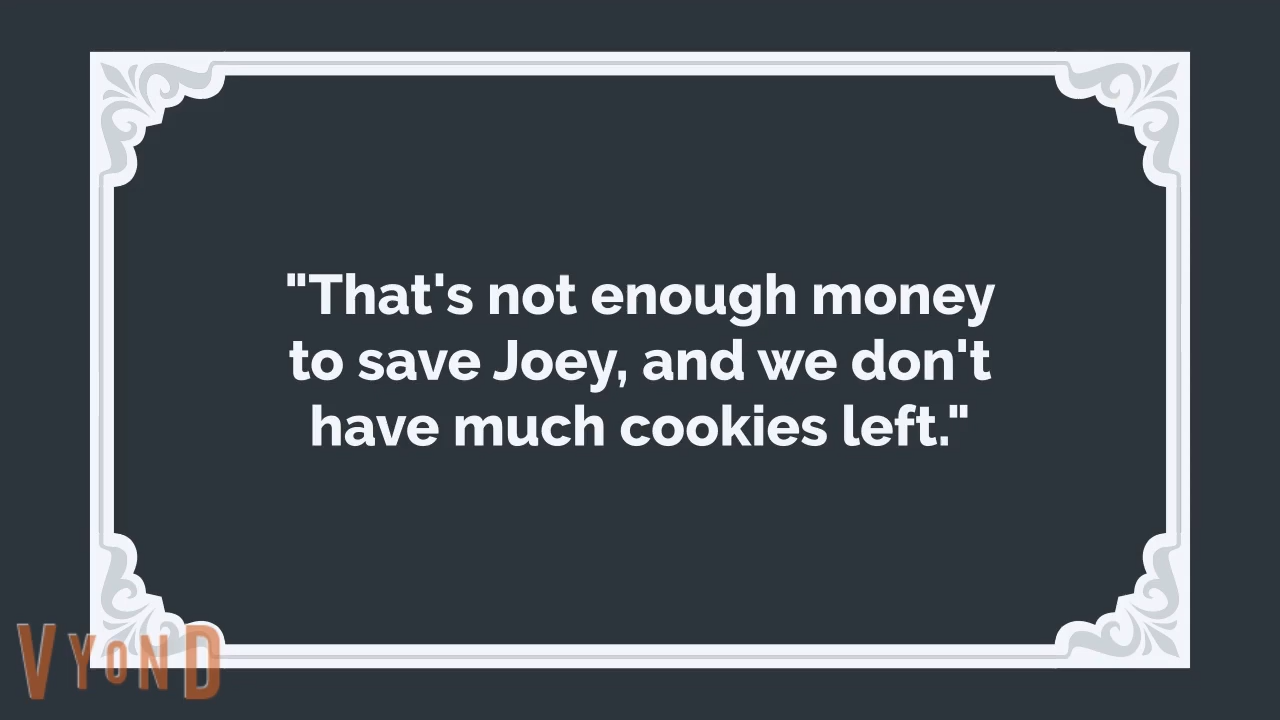 "That's not enough money
to save Joey, and we don't
have much cookies left."
VYOND